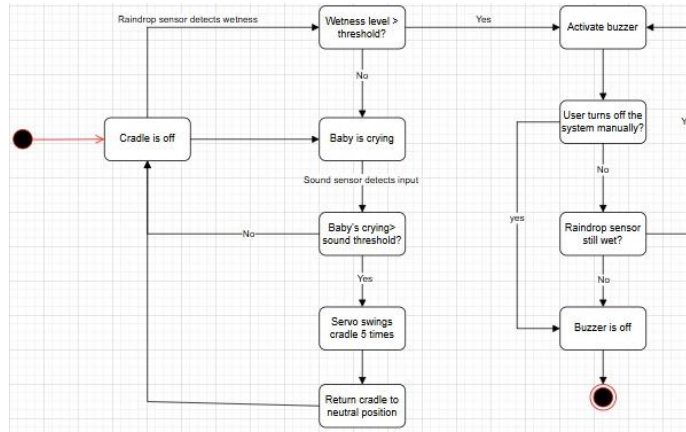 Raindrop sensor detects wetness
Wetness level >
threshold?
Yes
Activate buzzer
No
Cradle is off
Baby is crying
User turns off the
system manually?
Y
Sound sensor detects input
No
yes
Baby's crying>
sound threshold?
No
Raindrop sensor
still wet?
Yes
No
Servo swings
cradle 5 times
Buzzer is off
Return cradle to
neutral position